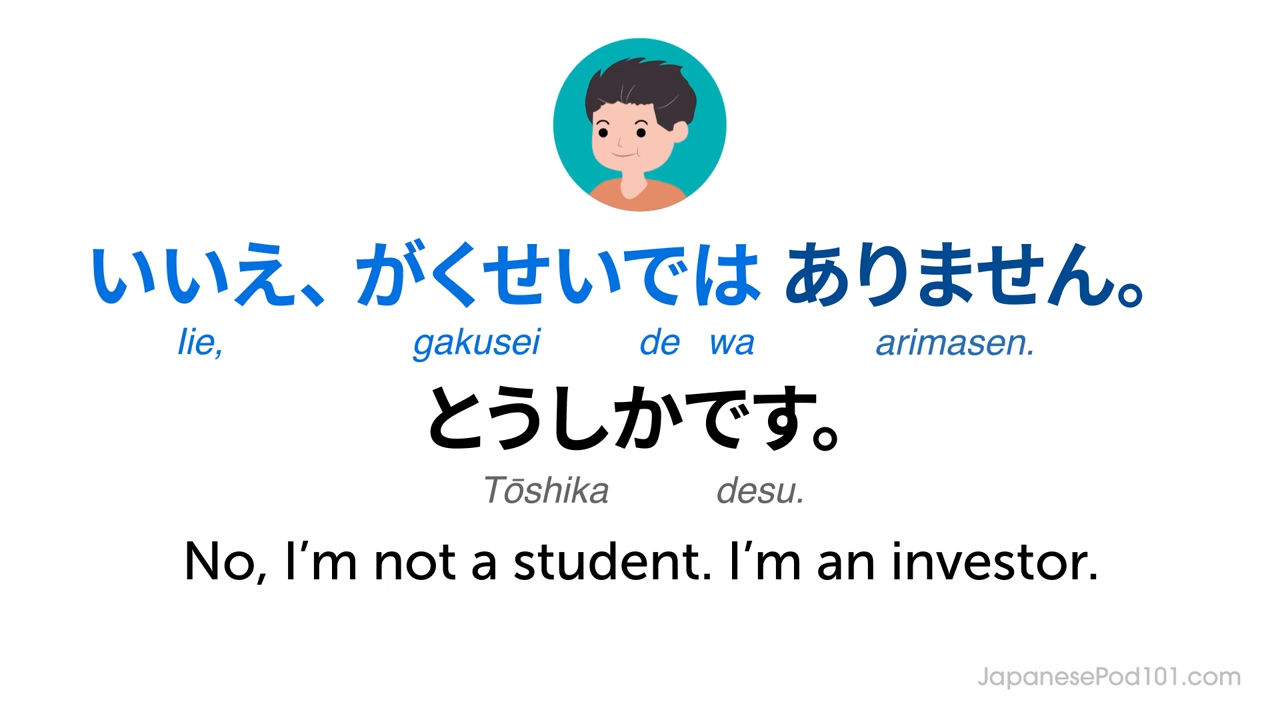 いいえ、がくせいでは ありません。
Iie, gakusei de wa arimasen.
とうしかです。
Tōshika desu.
No, I’m not a student. I’m an investor.
JapanesePod101.com